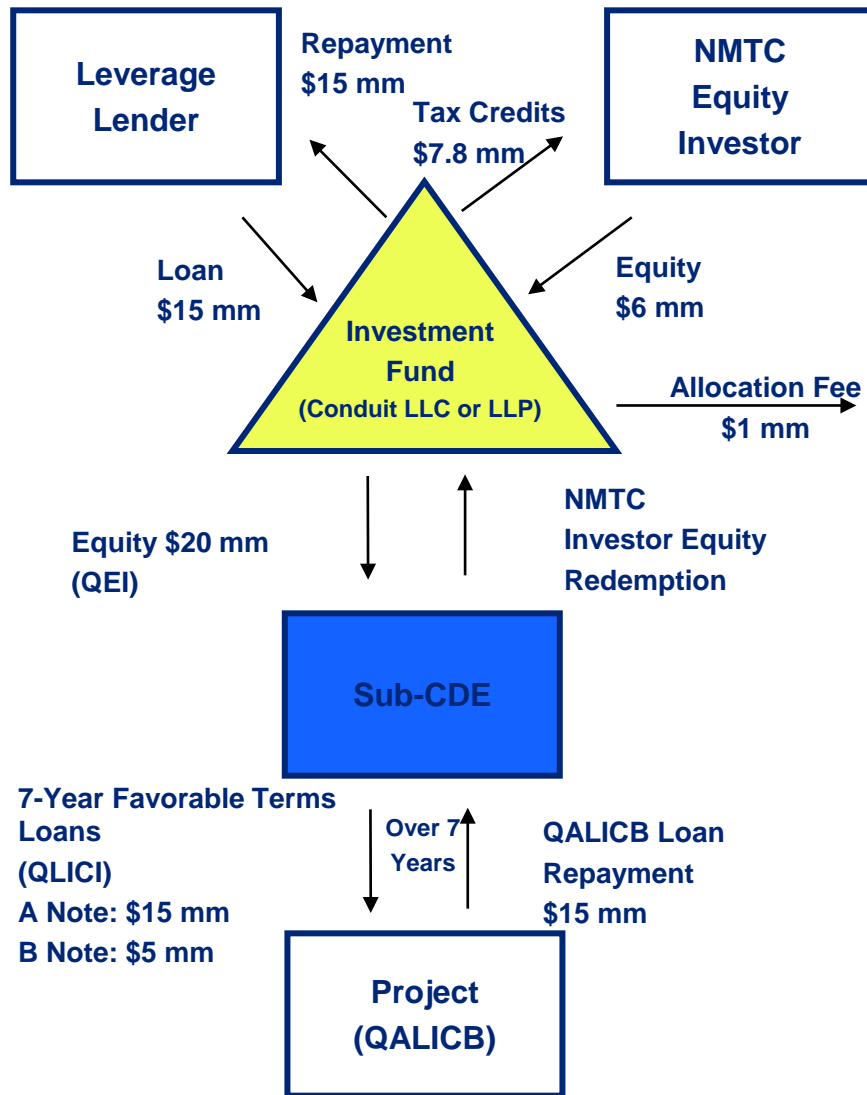 Leverage
Lender
Repayment
$15 mm
Tax Credits
$7.8 mm
NMTC
Equity
Investor
Loan
$15 mm
Equity
$6 mm
Investment
Fund
(Conduit LLC or LLP)
Allocation Fee
$1 mm
Equity $20 mm
(QEI)
NMTC
Investor Equity
Redemption
Sub-CDE
7-Year Favorable Terms
Loans
(QLICI)
A Note: $15 mm
B Note: $5 mm
Over 7
Years
QALICB Loan
Repayment
$15 mm
Project
(QALICB)